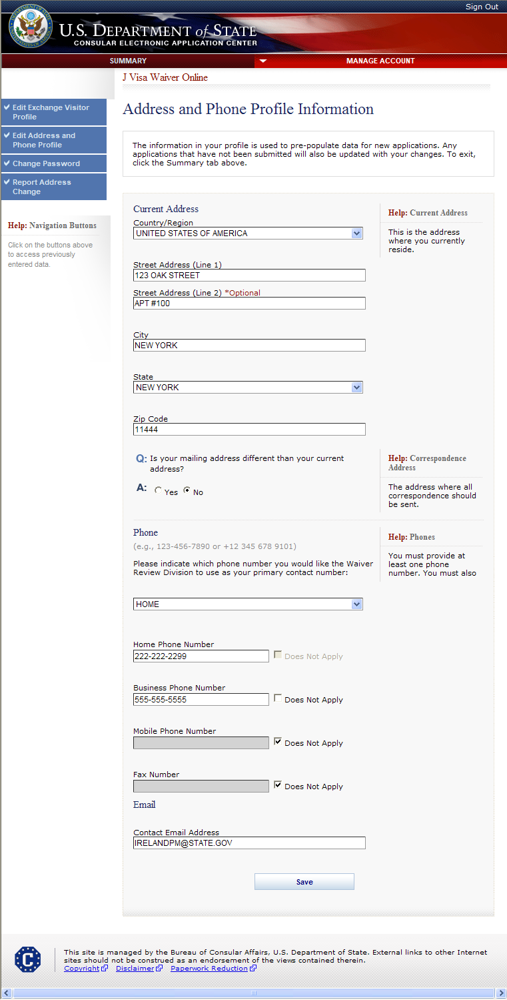 Sign Out
U.S. DEPARTMENT of STATE
CONSULAR ELECTRONIC APPLICATION CENTER
SUMMARY
MANAGE ACCOUNT
J Visa Waiver Online
Address and Phone Profile Information
Edit Exchange Visitor
Profile
Edit Address and
Phone Profile
Change Password
Report Address
Change
Help: Navigation Buttons
Click on the buttons above
to access previously
entered data.
The information in your profile is used to pre-populate data for new applications. Any
applications that have not been submitted will also be updated with your changes. To exit,
click the Summary tab above.
Current Address
Country/Region
UNITED STATES OF AMERICA
Help: Current Address
This is the address
where you currently
reside.
Street Address (Line 1)
123 OAK STREET
Street Address (Line 2) *Optional
APT #100
City
NEW YORK
State
NEW YORK
Zip Code
11444
Q: Is your mailing address different than your current
address?
A: Yes No
Help: Correspondence
Address
The address where all
correspondence should
be sent.
Phone
(e.g., 123-456-7890 or +12 345 678 9101)
Please indicate which phone number you would like the Waiver
Review Division to use as your primary contact number:
Help: Phones
You must provide at
least one phone
number. You must also
HOME
Home Phone Number
222-222-2299 Does Not Apply
Business Phone Number
555-555-5555 Does Not Apply
Mobile Phone Number
Does Not Apply
Fax Number
Does Not Apply
Email
Contact Email Address
IRELANDPM@STATE.GOV
Save
C
This site is managed by the Bureau of Consular Affairs, U.S. Department of State. External links to other Internet
sites should not be construed as an endorsement of the views contained therein.
Copyright Disclaimer Paperwork Reduction